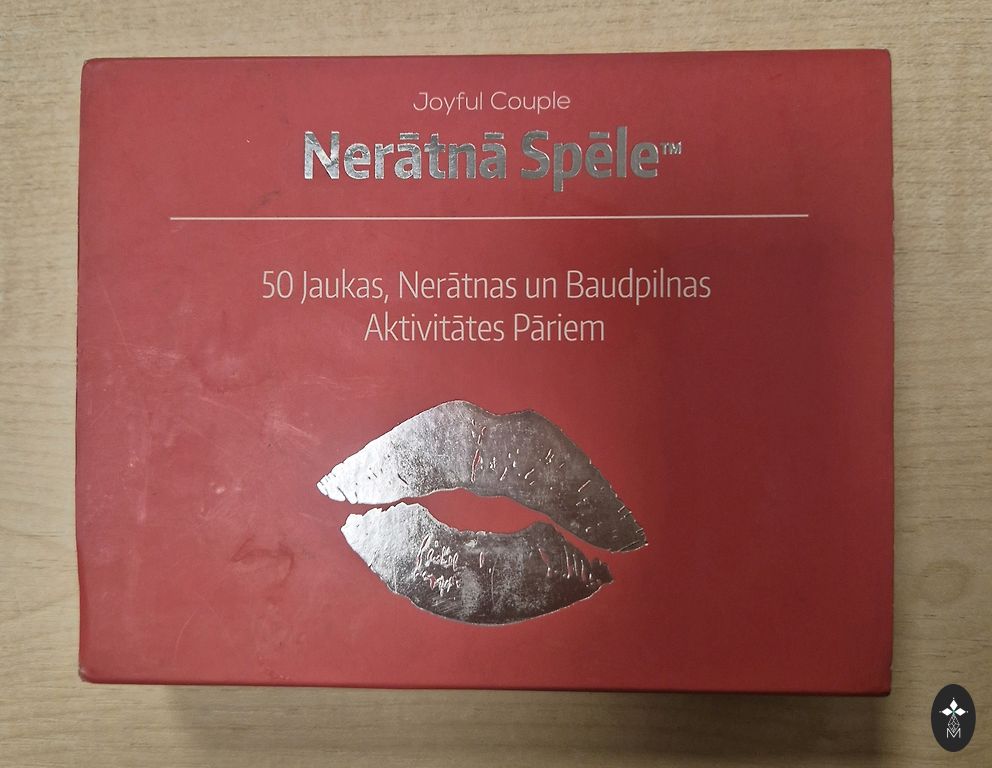 Joyful Couple
Nerātnā Spēle™
50 Jaukas, Nerātnas un Baudpilnas
Aktivitātes Pāriem
M